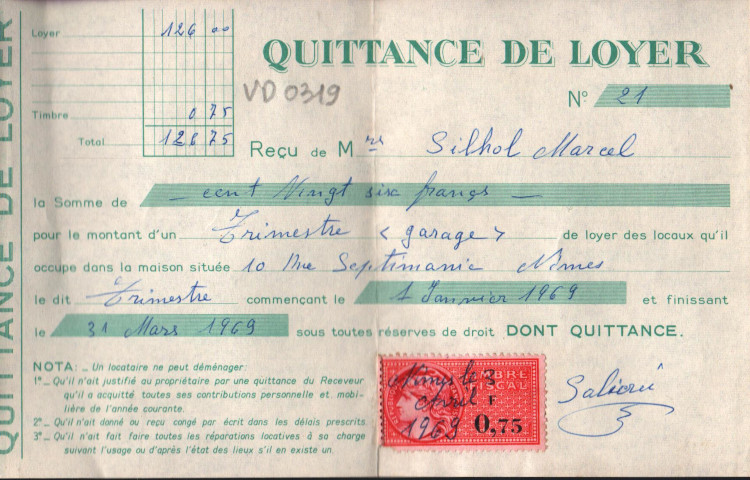 QUITTANCE DE LOYER
Loyer 126 00
Timbre 0 75
Total 126 75
QUITTANCE DE LOYER
VD 0319
N° 21
Reçu de Mrs Silhol Marcel
la Somme de – cent Vingt six francs –
pour le montant d'un Trimestre < garage > de loyer des locaux qu'il
occupe dans la maison située 10 Rue Septimanie Nîmes
le dit Trimestre commençant le 1 Janvier 1969 et finissant
le 31 Mars 1969 sous toutes réserves de droit DONT QUITTANCE.
NOTA: _ Un locataire ne peut déménager:
1°_ Qu'il n'ait justifié au propriétaire par une quittance du Receveur
qu'il a acquitté toutes ses contributions personnelle et mobi-
lière de l'année courante.
2°_ Qu'il n'ait donné ou reçu congé par écrit dans les délais prescrits.
3°_ Qu'il n'ait fait faire toutes les réparations locatives à sa charge
suivant l'usage ou d'après l'état des lieux s'il en existe un.
TIMBRE
FISCAL
F
0,75
Nimes le 2
Avril
1969